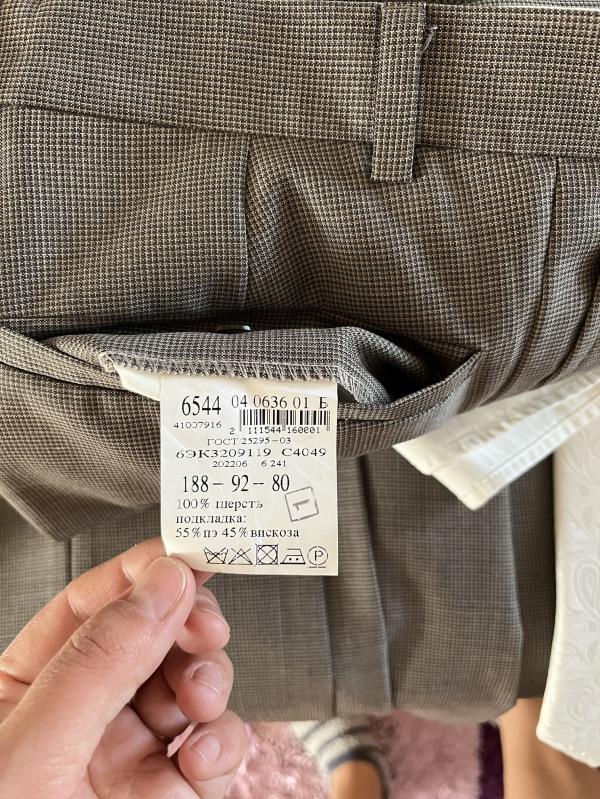 6544 04 0636 01 Б
41007916 2 111544 160001
ГОСТ 25295-03
6ЭК3209119 С4049
202206 6 241
188-92-80
100% шерсть
подкладка:
55%пэ 45%вискоза
1
P